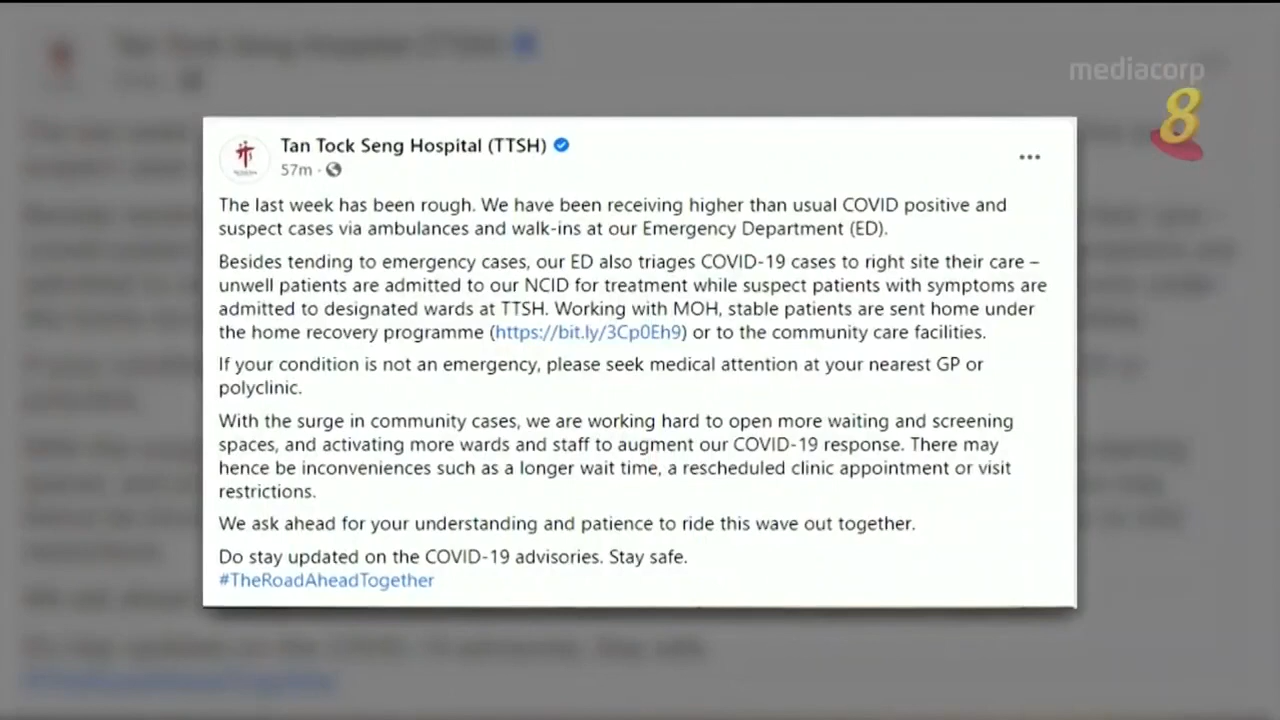 mediacorp
8
Tan Tock Seng Hospital (TTSH)
57m ·
The last week has been rough. We have been receiving higher than usual COVID positive and
suspect cases via ambulances and walk-ins at our Emergency Department (ED).
Besides tending to emergency cases, our ED also triages COVID-19 cases to right site their care –
unwell patients are admitted to our NCID for treatment while suspect patients with symptoms are
admitted to designated wards at TTSH. Working with MOH, stable patients are sent home under
the home recovery programme (https://bit.ly/3Cp0Eh9) or to the community care facilities.
If your condition is not an emergency, please seek medical attention at your nearest GP or
polyclinic.
With the surge in community cases, we are working hard to open more waiting and screening
spaces, and activating more wards and staff to augment our COVID-19 response. There may
hence be inconveniences such as a longer wait time, a rescheduled clinic appointment or visit
restrictions.
We ask ahead for your understanding and patience to ride this wave out together.
Do stay updated on the COVID-19 advisories. Stay safe.
#TheRoadAheadTogether